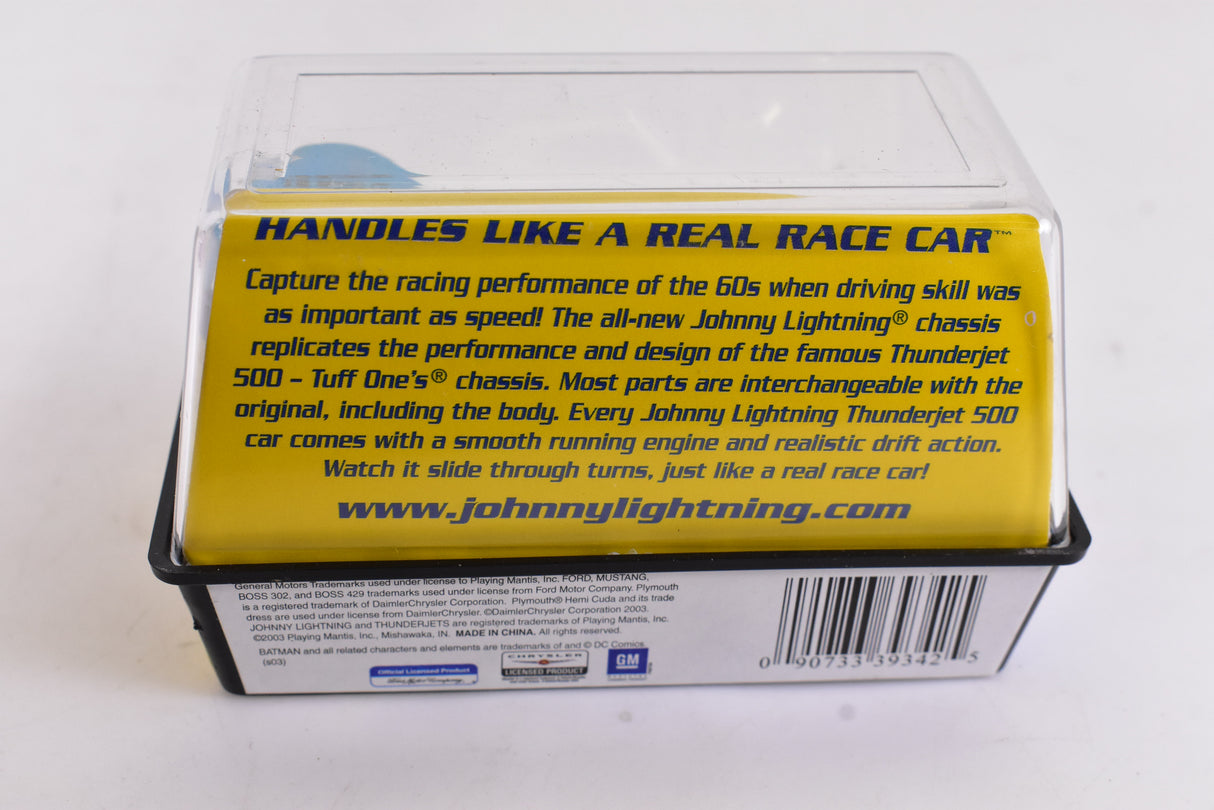 HANDLES LIKE A REAL RACE CAR™
Capture the racing performance of the 60s when driving skill was
as important as speed! The all-new Johnny Lightning® chassis
replicates the performance and design of the famous Thunderjet
500 - Tuff One's® chassis. Most parts are interchangeable with the
original, including the body. Every Johnny Lightning Thunderjet 500
car comes with a smooth running engine and realistic drift action.
Watch it slide through turns, just like a real race car!
www.johnnylightning.com
General Motors Trademarks used under license to Playing Mantis, Inc. FORD, MUSTANG,
BOSS 302, and BOSS 429 trademarks used under license from Ford Motor Company. Plymouth
is a registered trademark of DaimlerChrysler Corporation. Plymouth® Hemi Cuda and its trade
dress are used under license from DaimlerChrysler. ©DaimlerChrysler Corporation 2003.
JOHNNY LIGHTNING and THUNDERJETS are registered trademarks of Playing Mantis, Inc.
©2003 Playing Mantis, Inc., Mishawaka, IN. MADE IN CHINA. All rights reserved.
BATMAN and all related characters and elements are trademarks of and © DC Comics.
(s03)
Official Licensed Product
CHRYSLER
LICENSED PRODUCT
GM
0 90733 39342 5